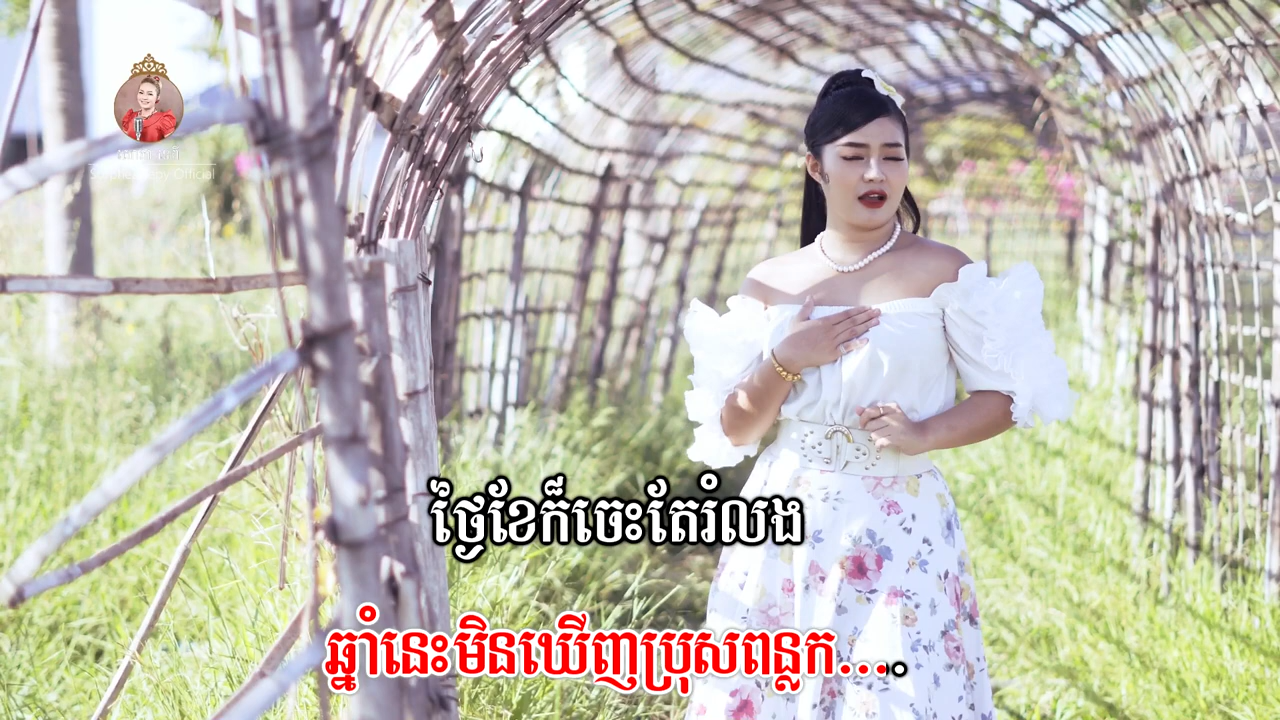 Official
ថ្ងៃខែក៏ចេះតែរំលង
ឆ្នាំនេះមិនឃើញប្រុសពន្លក.....